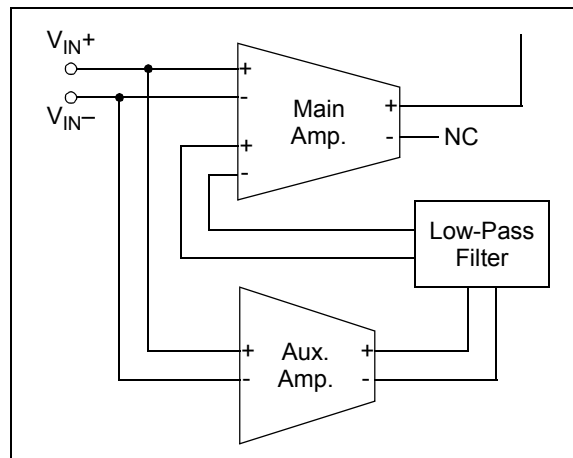 V_IN+
V_IN–
+
-
+
-
Main
Amp.
+
-
NC
Low-Pass
Filter
+
-
Aux.
Amp.
+
-